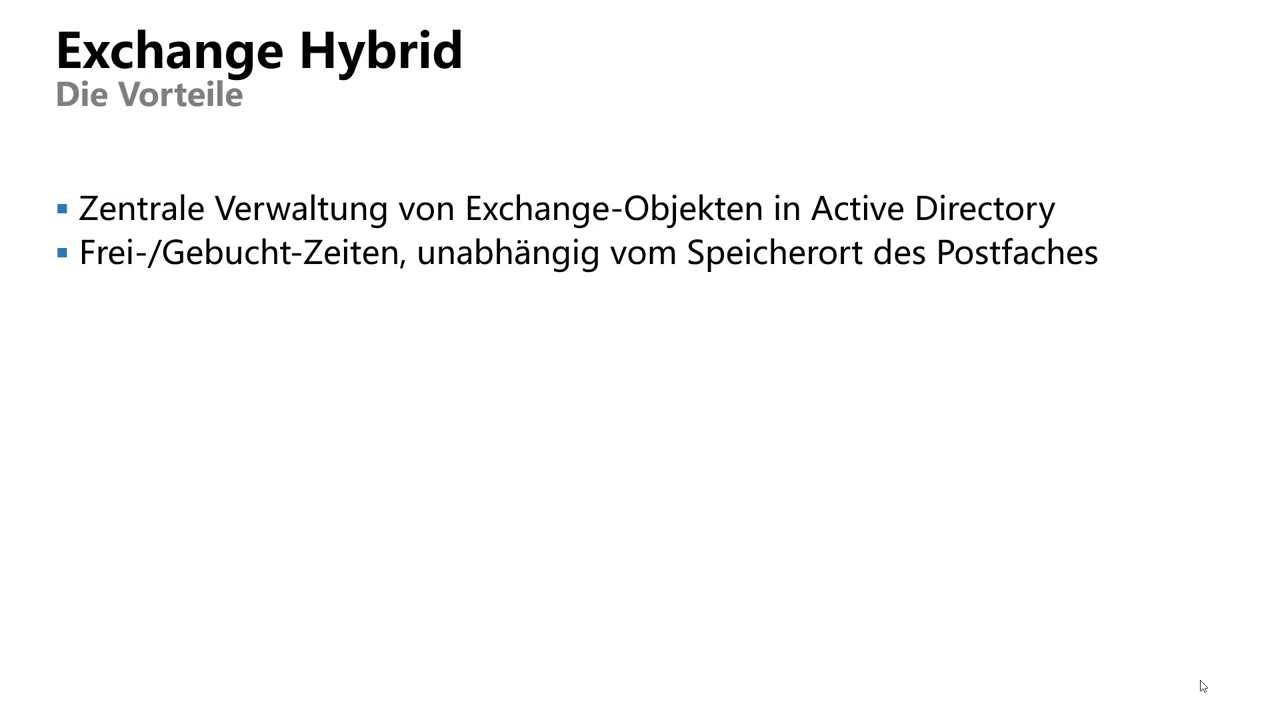 Exchange Hybrid
Die Vorteile
▪ Zentrale Verwaltung von Exchange-Objekten in Active Directory
▪ Frei-/Gebucht-Zeiten, unabhängig vom Speicherort des Postfaches